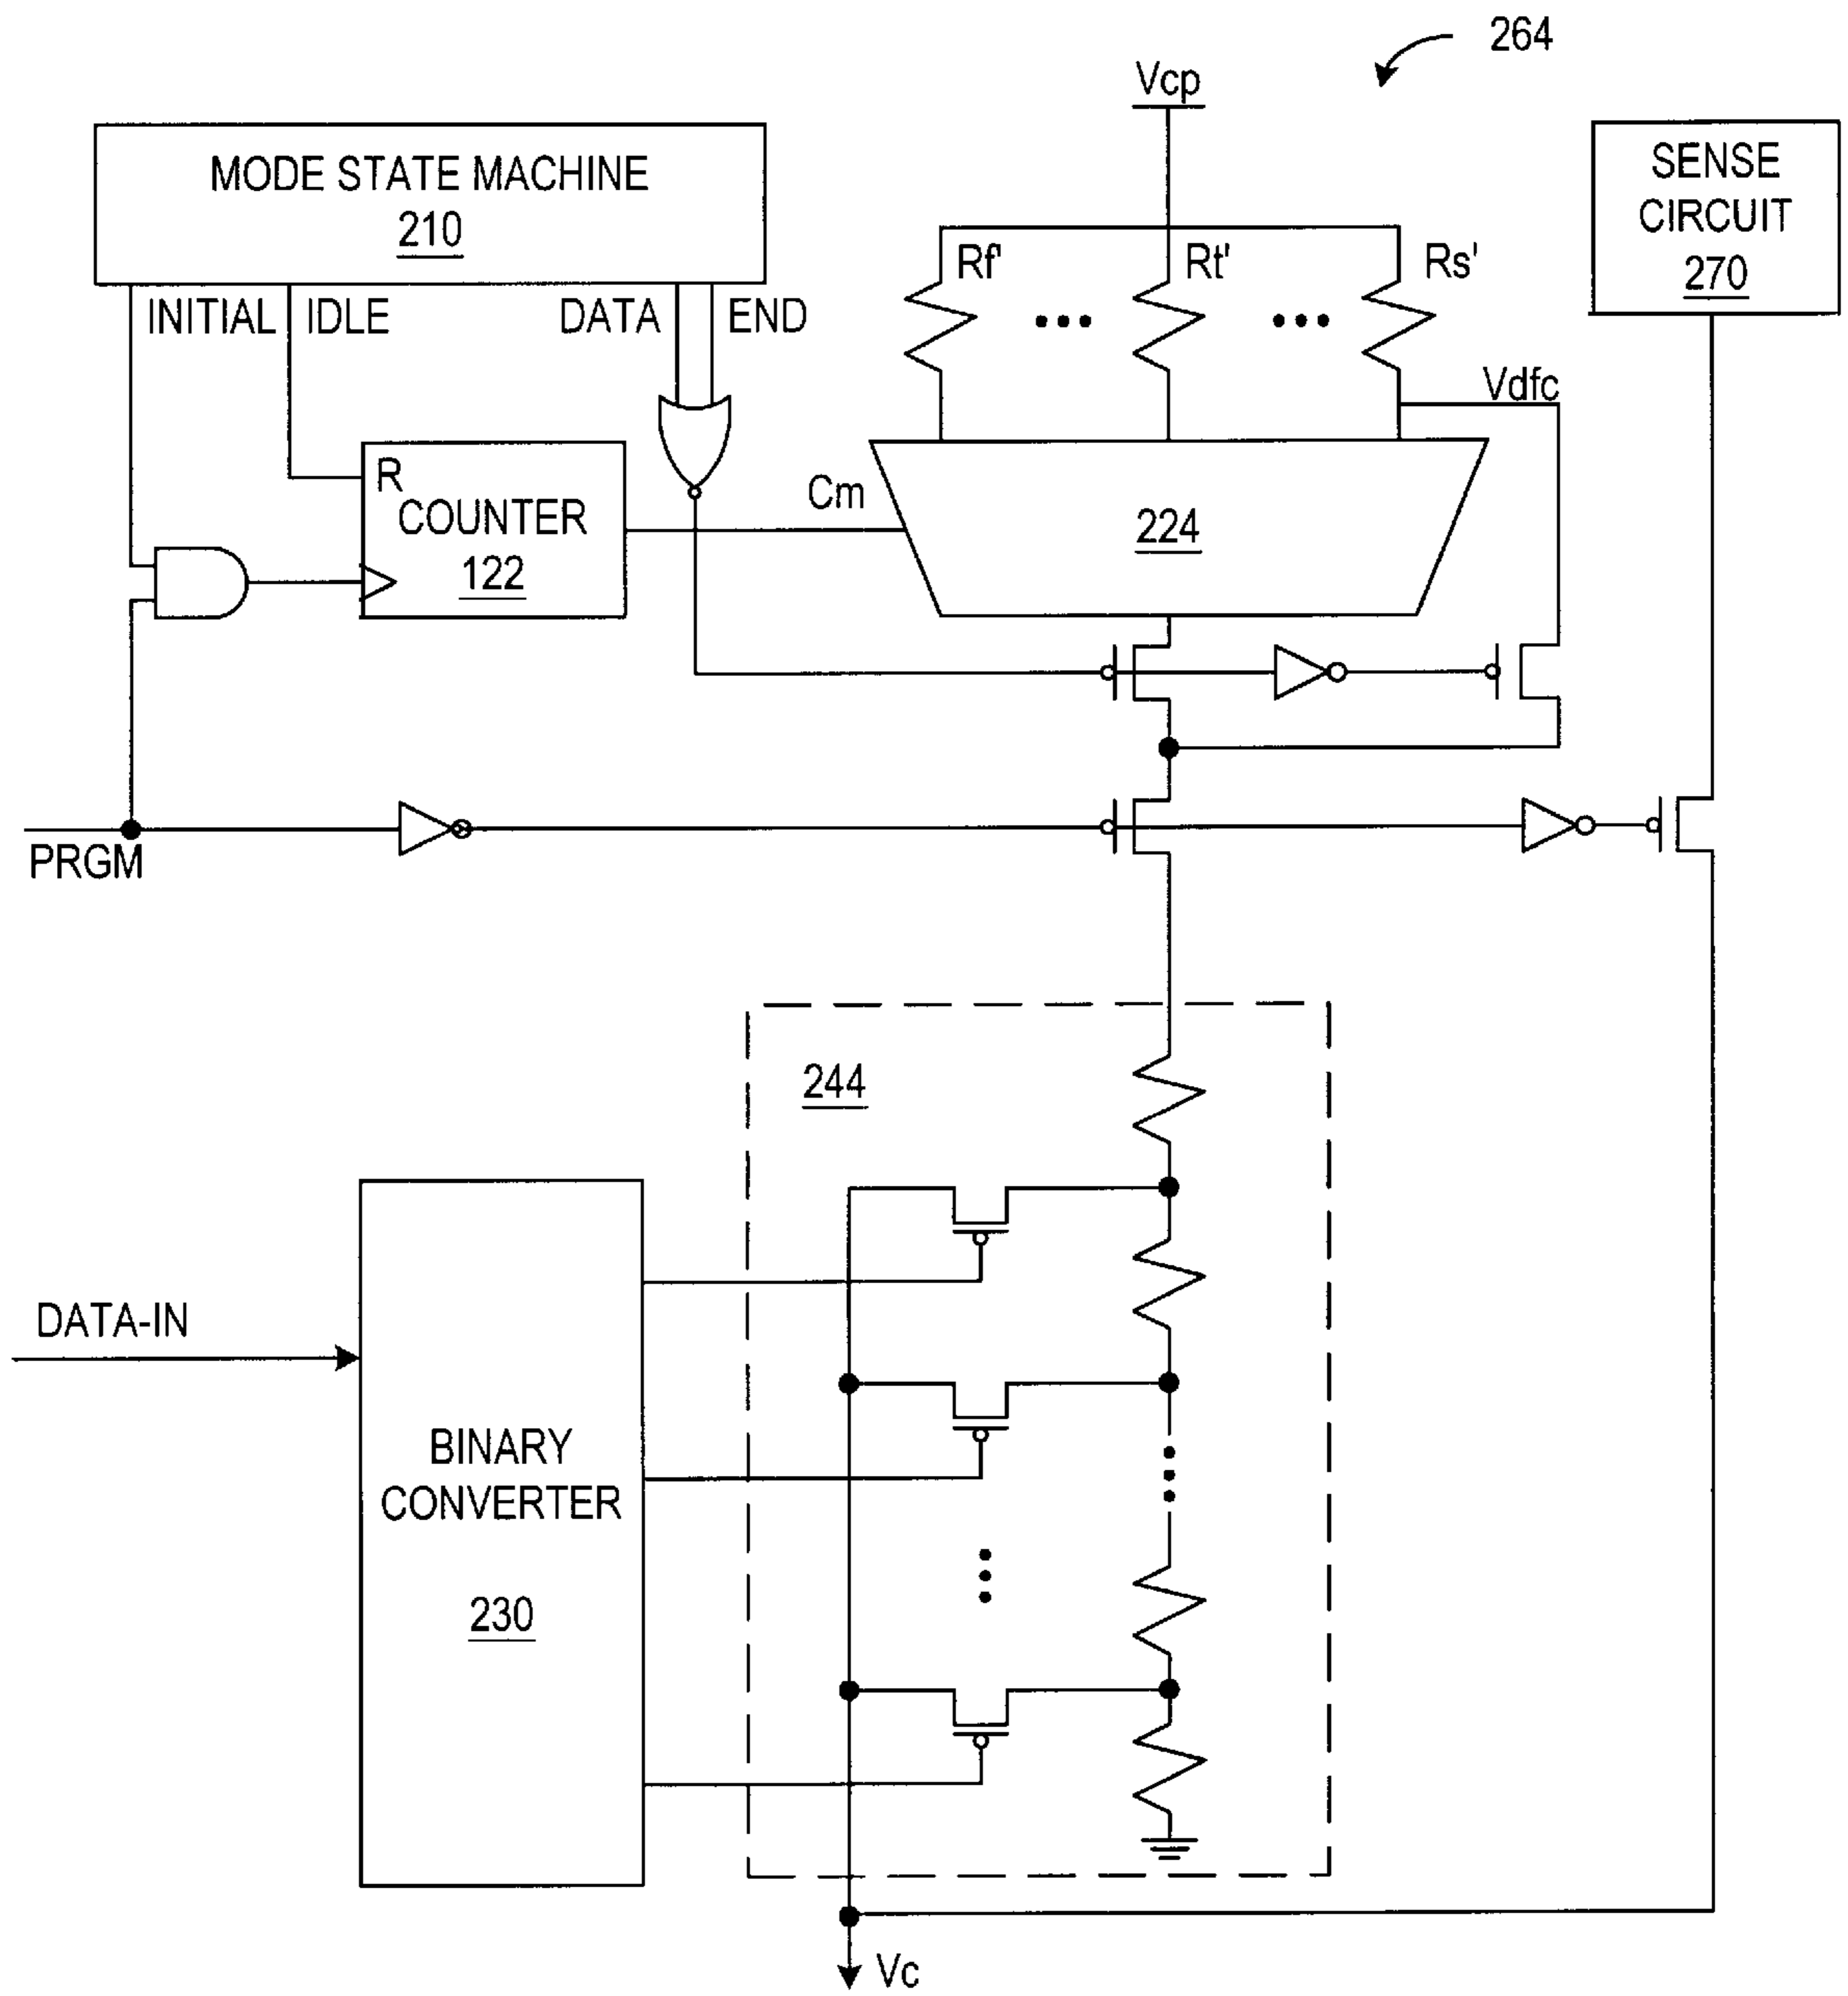 264
Vcp
MODE STATE MACHINE
210
SENSE
CIRCUIT
270
INITIAL
IDLE
DATA
END
Rf'
Rt'
Rs'
Vdfc
R
COUNTER
122
Cm
224
PRGM
244
DATA-IN
BINARY
CONVERTER
230
Vc